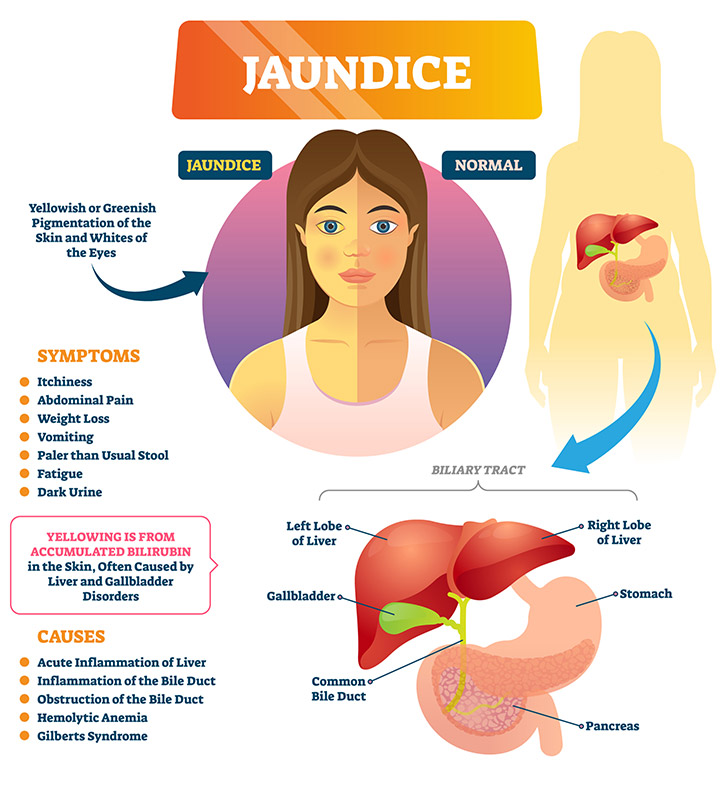 JAUNDICE
JAUNDICE
NORMAL
Yellowish or Greenish
Pigmentation of the
Skin and Whites of
the Eyes
SYMPTOMS
Itchiness
Abdominal Pain
Weight Loss
Vomiting
Paler than Usual Stool
Fatigue
Dark Urine
YELLOWING IS FROM
ACCUMULATED BILIRUBIN
in the Skin, Often Caused by
Liver and Gallbladder
Disorders
CAUSES
Acute Inflammation of Liver
Inflammation of the Bile Duct
Obstruction of the Bile Duct
Hemolytic Anemia
Gilberts Syndrome
BILIARY TRACT
Left Lobe
of Liver
Right Lobe
of Liver
Gallbladder
Stomach
Common
Bile Duct
Pancreas